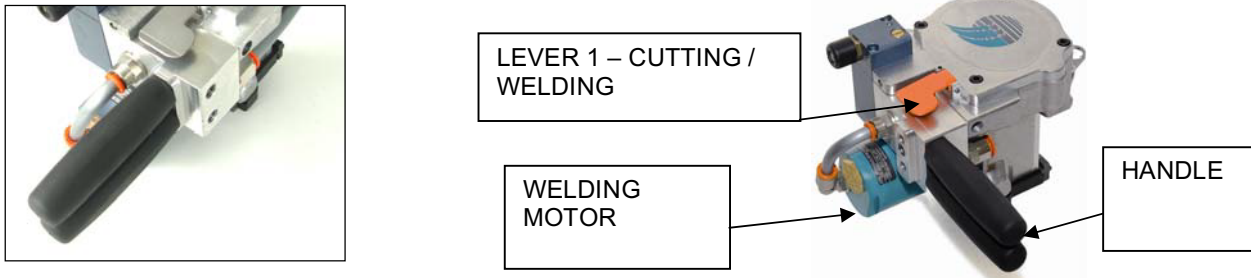 LEVER 1 – CUTTING /
WELDING
WELDING
MOTOR
HANDLE